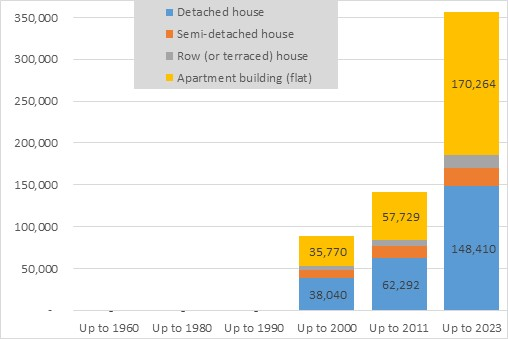 350,000
300,000
250,000
200,000
150,000
100,000
50,000
-
Detached house
Semi-detached house
Row (or terraced) house
Apartment building (flat)
- - - 35,770 57,729 170,264
38,040 62,292 148,410
Up to 1960 Up to 1980 Up to 1990 Up to 2000 Up to 2011 Up to 2023